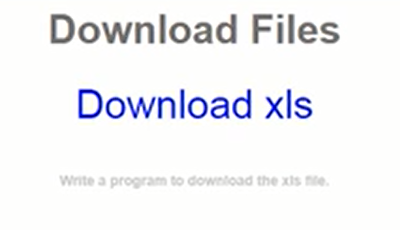 Download Files
Download xls
Write a program to download the xls file.